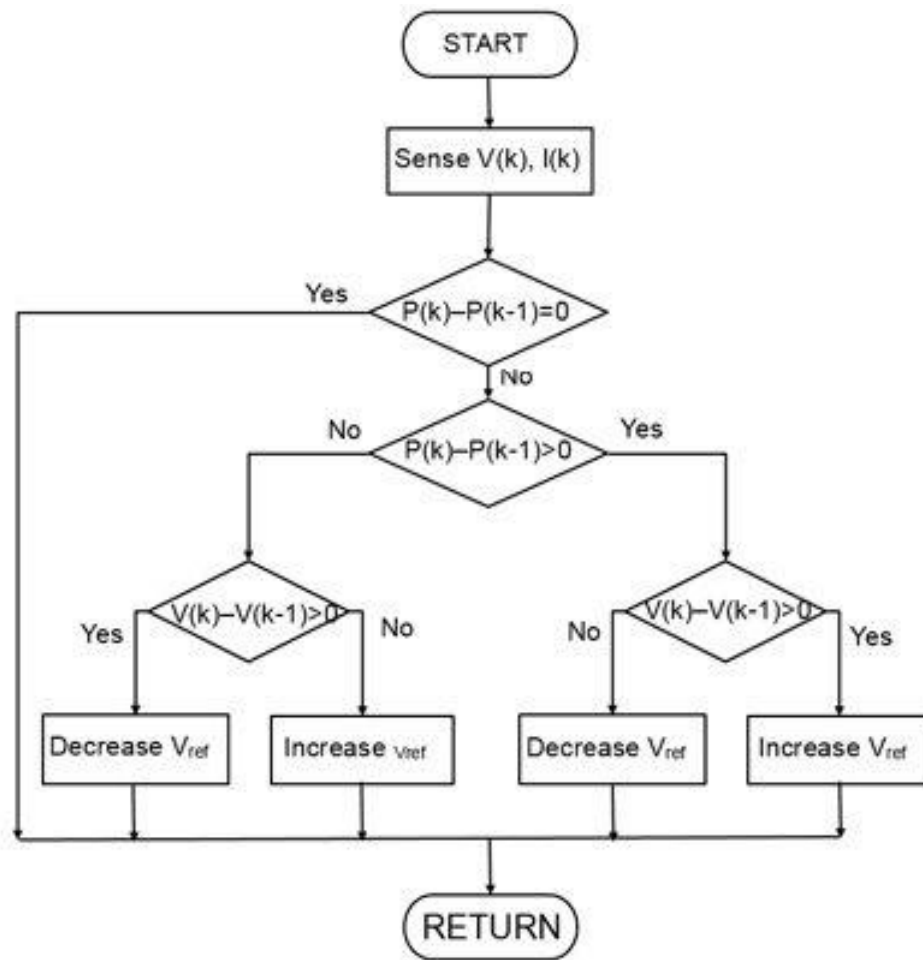 START
Sense V(k), I(k)
Yes
P(k)–P(k-1)=0
No
No
P(k)–P(k-1)>0
Yes
V(k)–V(k-1)>0
V(k)–V(k-1)>0
Yes
No
No
Yes
Decrease Vref
Increase Vref
Decrease Vref
Increase Vref
RETURN